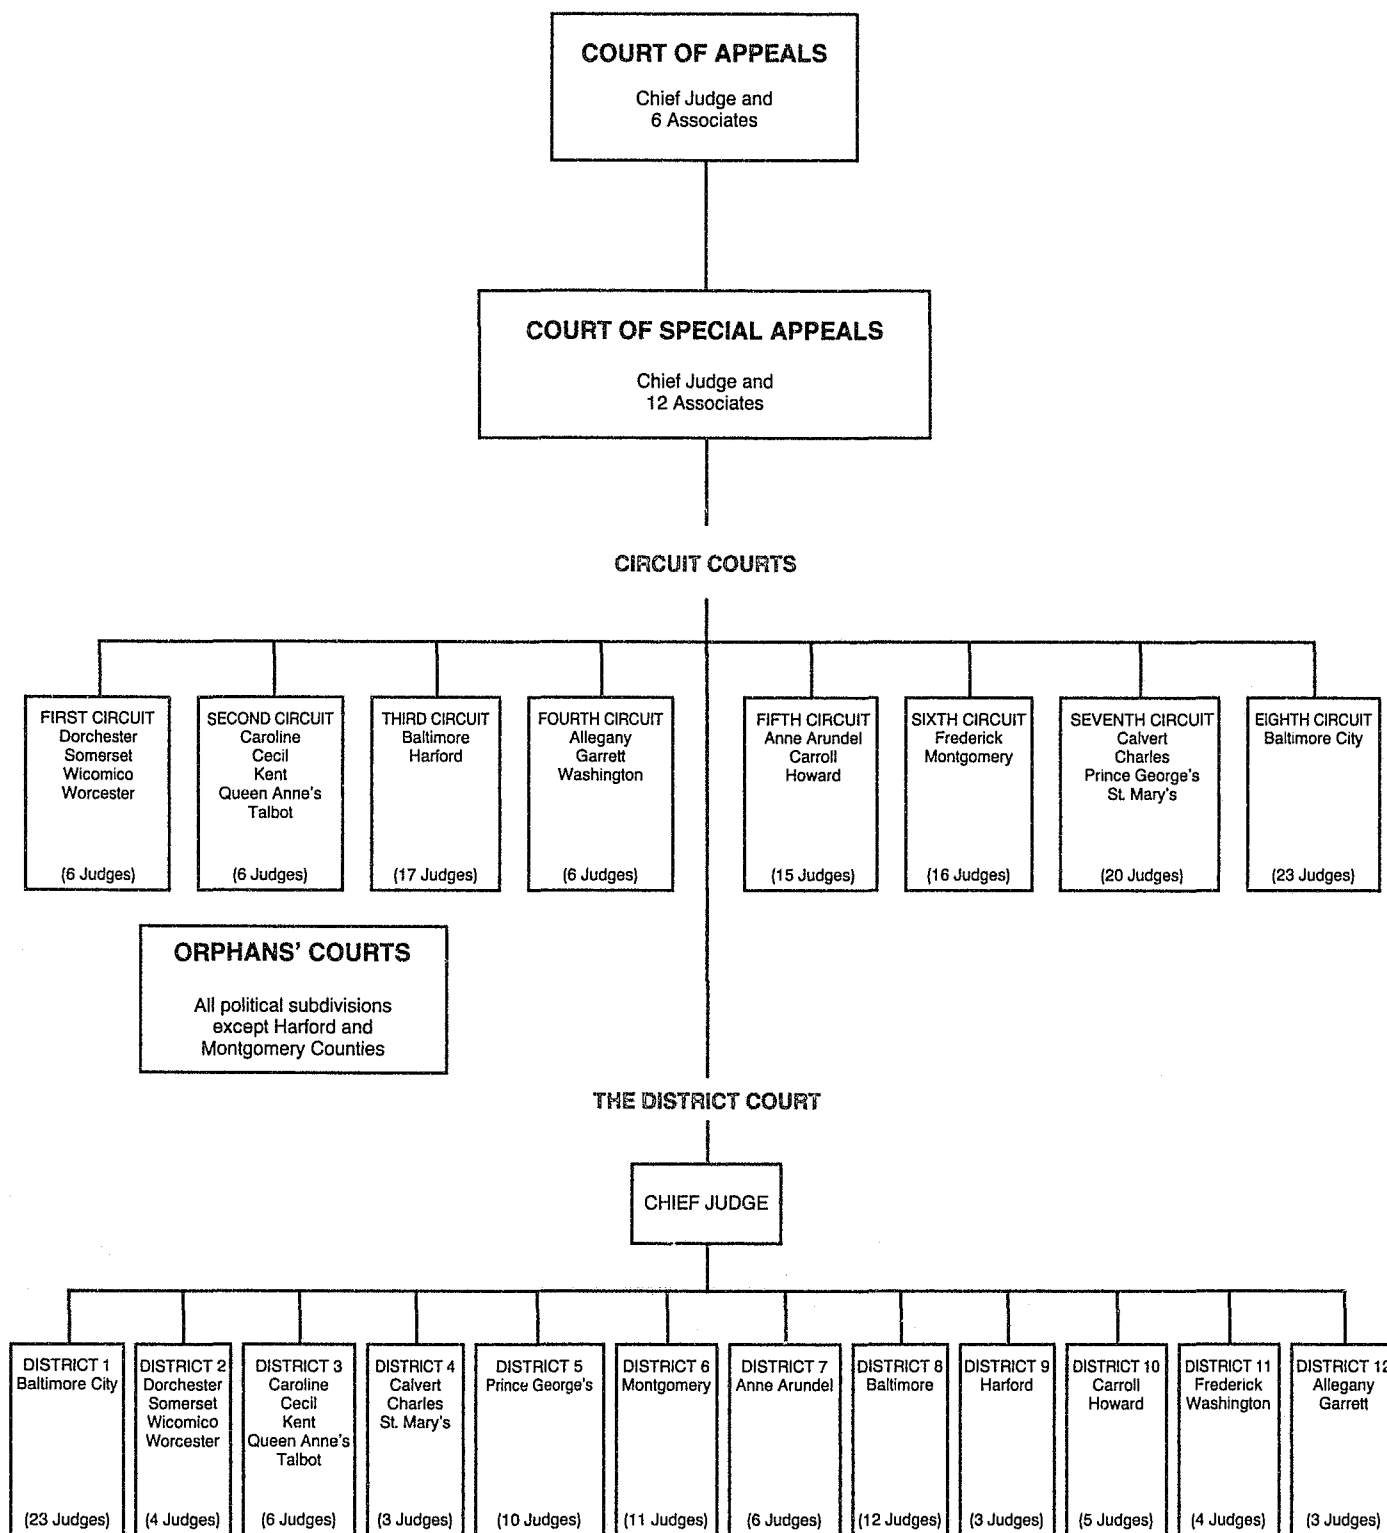 COURT OF APPEALS
Chief Judge and
6 Associates
COURT OF SPECIAL APPEALS
Chief Judge and
12 Associates
CIRCUIT COURTS
FIRST CIRCUIT
Dorchester
Somerset
Wicomico
Worcester
(6 Judges)
SECOND CIRCUIT
Caroline
Cecil
Kent
Queen Anne's
Talbot
(6 Judges)
THIRD CIRCUIT
Baltimore
Harford
(17 Judges)
FOURTH CIRCUIT
Allegany
Garrett
Washington
(6 Judges)
FIFTH CIRCUIT
Anne Arundel
Carroll
Howard
(15 Judges)
SIXTH CIRCUIT
Frederick
Montgomery
(16 Judges)
SEVENTH CIRCUIT
Calvert
Charles
Prince George's
St. Mary's
(20 Judges)
EIGHTH CIRCUIT
Baltimore City
(23 Judges)
ORPHANS' COURTS
All political subdivisions
except Harford and
Montgomery Counties
THE DISTRICT COURT
CHIEF JUDGE
DISTRICT 1
Baltimore City
(23 Judges)
DISTRICT 2
Dorchester
Somerset
Wicomico
Worcester
(4 Judges)
DISTRICT 3
Caroline
Cecil
Kent
Queen Anne's
Talbot
(6 Judges)
DISTRICT 4
Calvert
Charles
St. Mary's
(3 Judges)
DISTRICT 5
Prince George's
(10 Judges)
DISTRICT 6
Montgomery
(11 Judges)
DISTRICT 7
Anne Arundel
(6 Judges)
DISTRICT 8
Baltimore
(12 Judges)
DISTRICT 9
Harford
(3 Judges)
DISTRICT 10
Carroll
Howard
(5 Judges)
DISTRICT 11
Frederick
Washington
(4 Judges)
DISTRICT 12
Allegany
Garrett
(3 Judges)